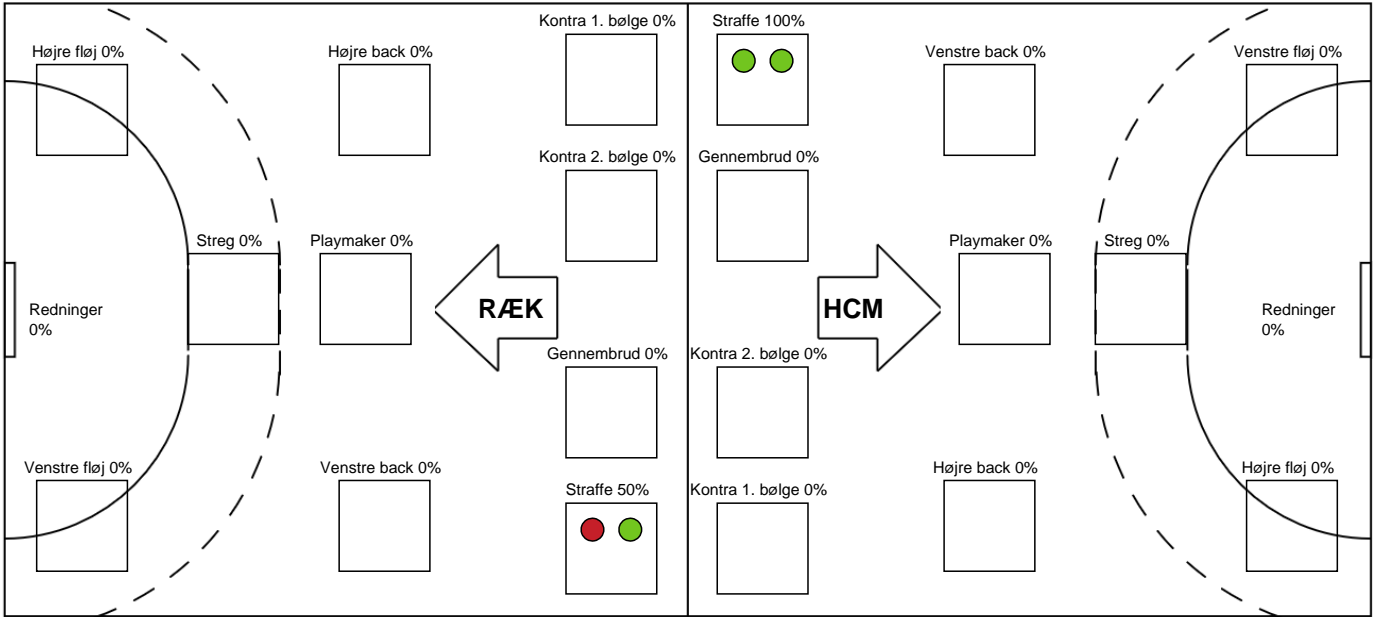 Kontra 1. bølge 0%
Straffe 100%
Højre fløj 0%
Højre back 0%
Venstre back 0%
Venstre fløj 0%
Kontra 2. bølge 0%
Gennembrud 0%
Streg 0%
Playmaker 0%
Playmaker 0%
Streg 0%
Redninger
0%
RÆK
HCM
Redninger
0%
Gennembrud 0%
Kontra 2. bølge 0%
Venstre fløj 0%
Venstre back 0%
Højre back 0%
Højre fløj 0%
Straffe 50%
Kontra 1. bølge 0%